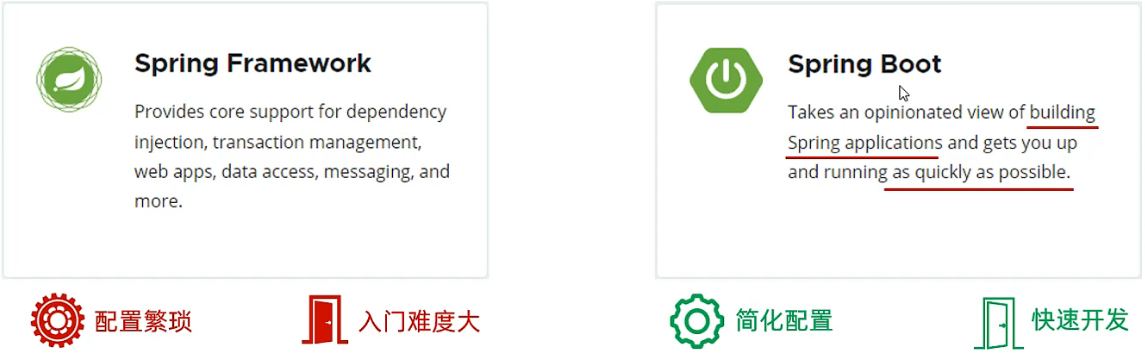 Spring Framework
Provides core support for dependency
injection, transaction management,
web apps, data access, messaging, and
more.
配置繁琐
入门难度大
Spring Boot
Takes an opinionated view of building
Spring applications and gets you up
and running as quickly as possible.
简化配置
快速开发